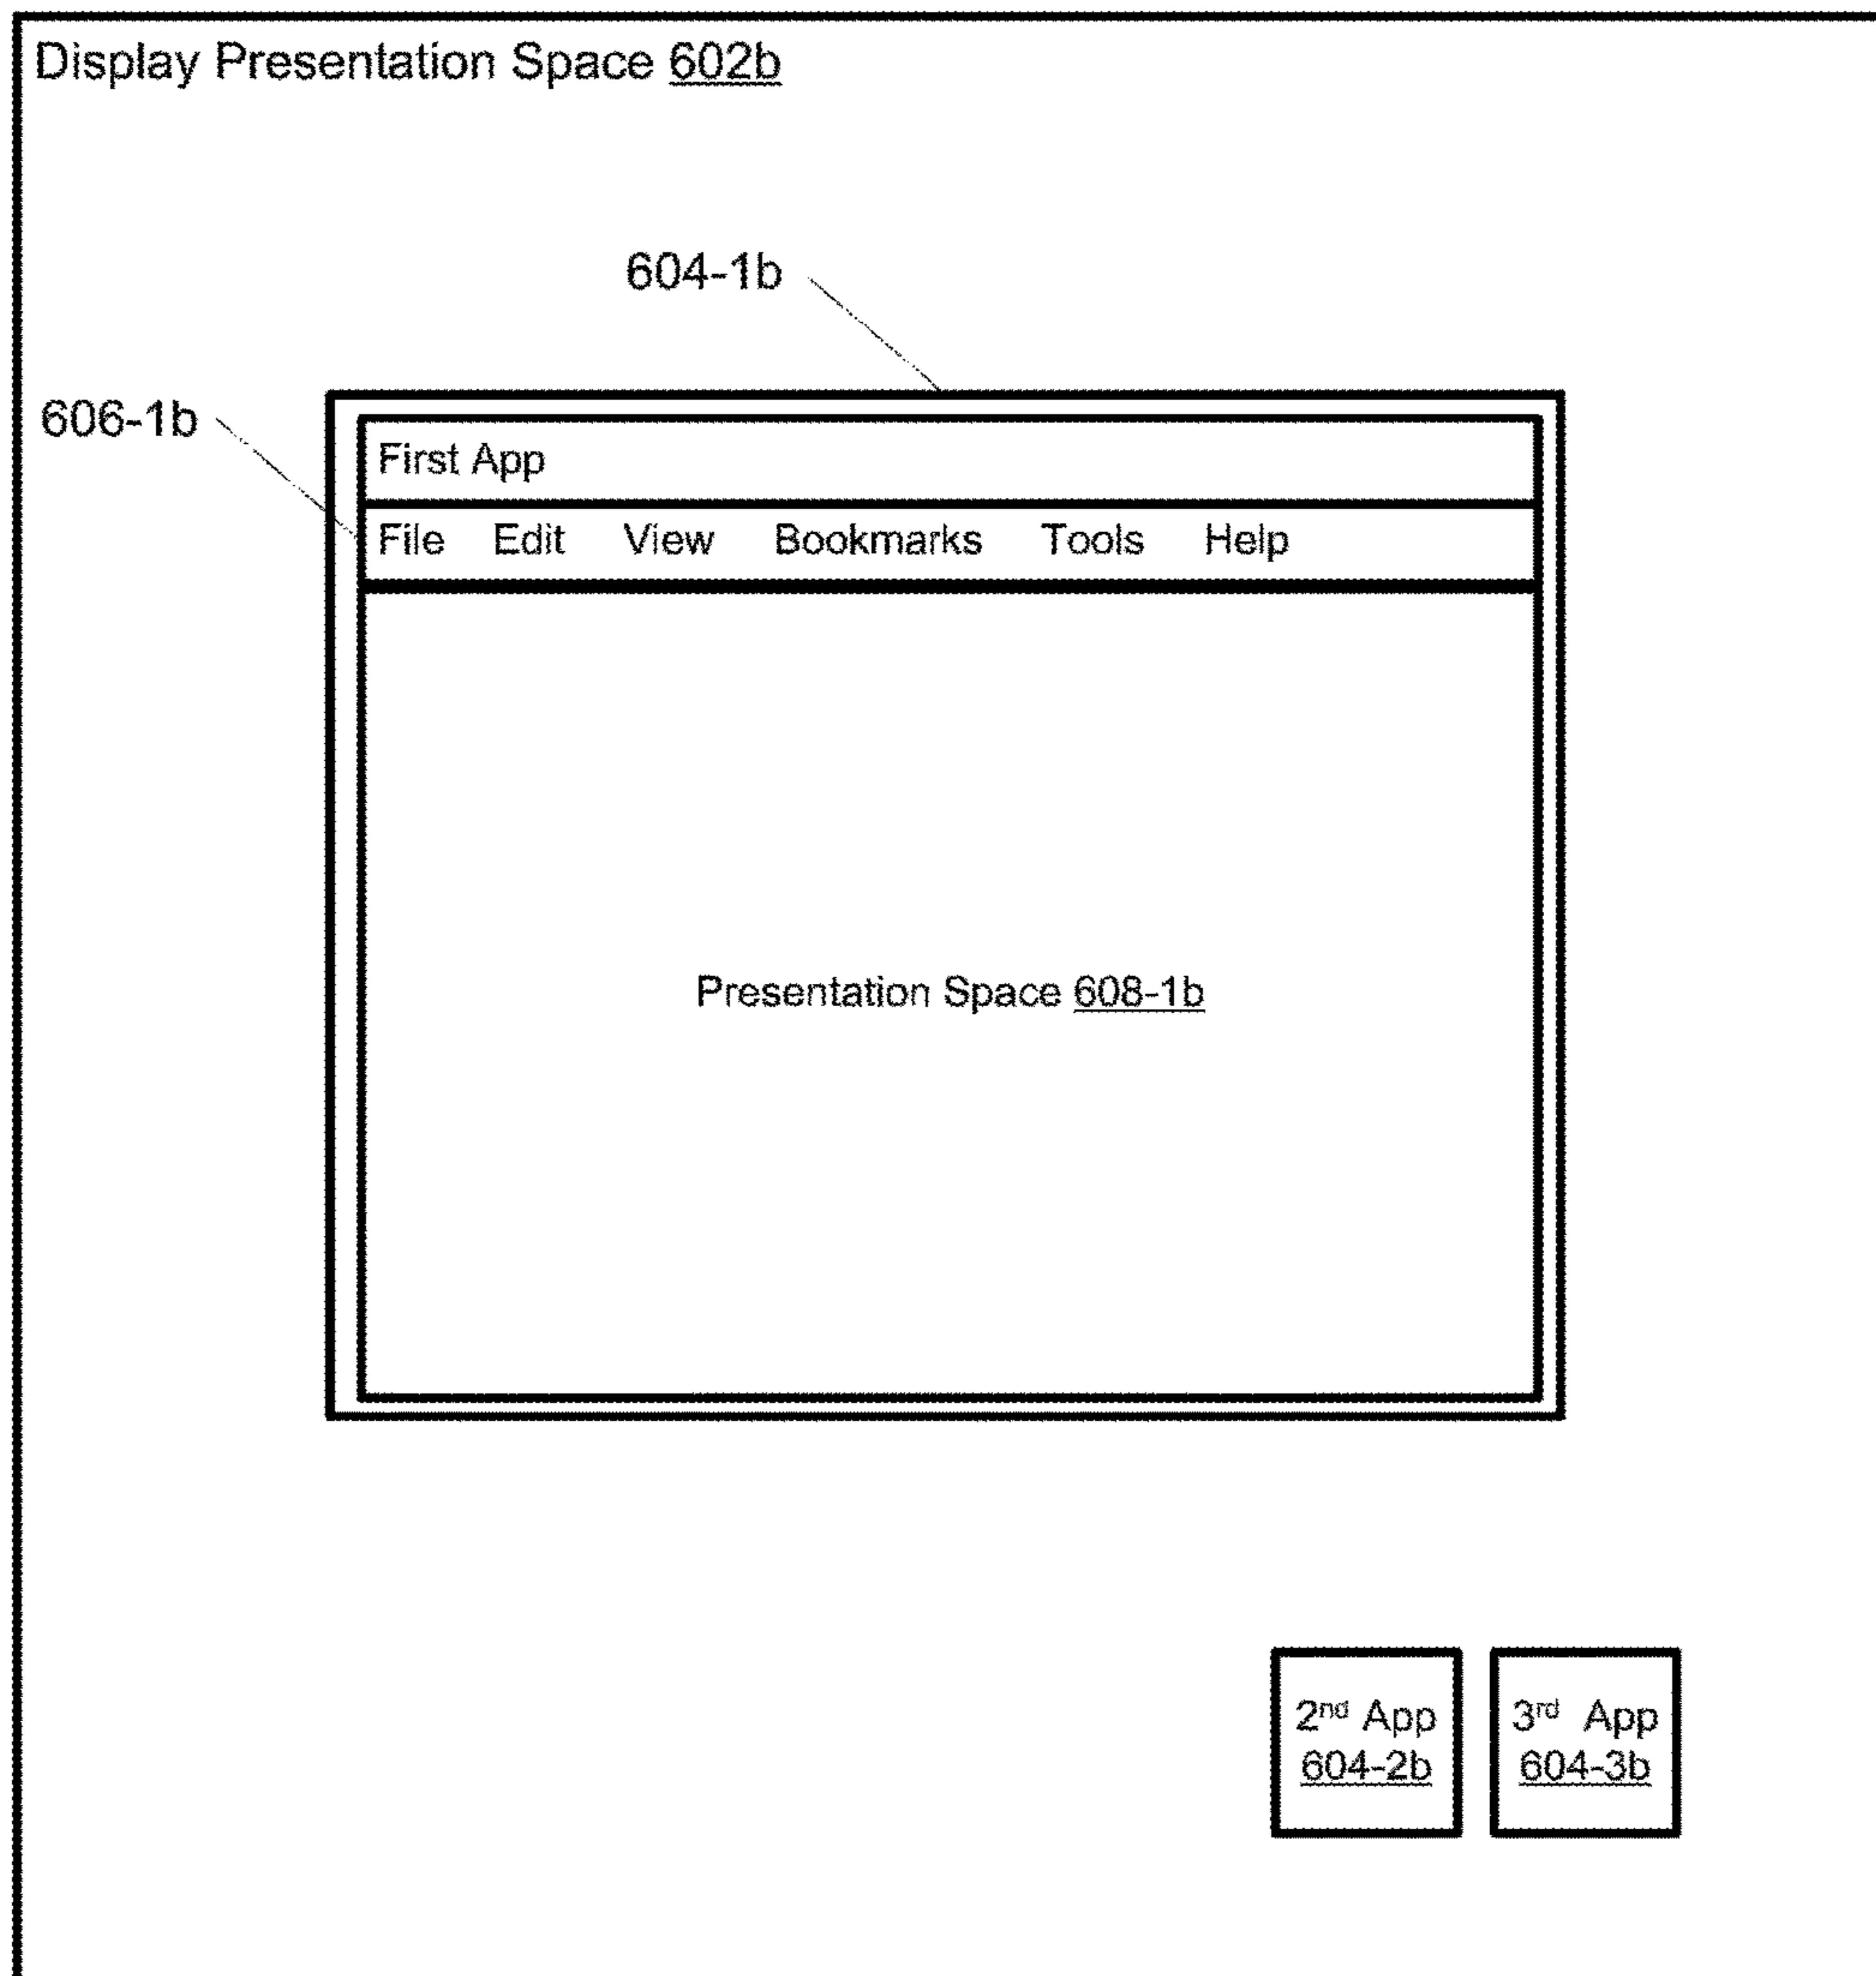 Display Presentation Space 602b
604-1b
606-1b
First App
File Edit View Bookmarks Tools Help
Presentation Space 608-1b
2nd App
604-2b
3rd App
604-3b